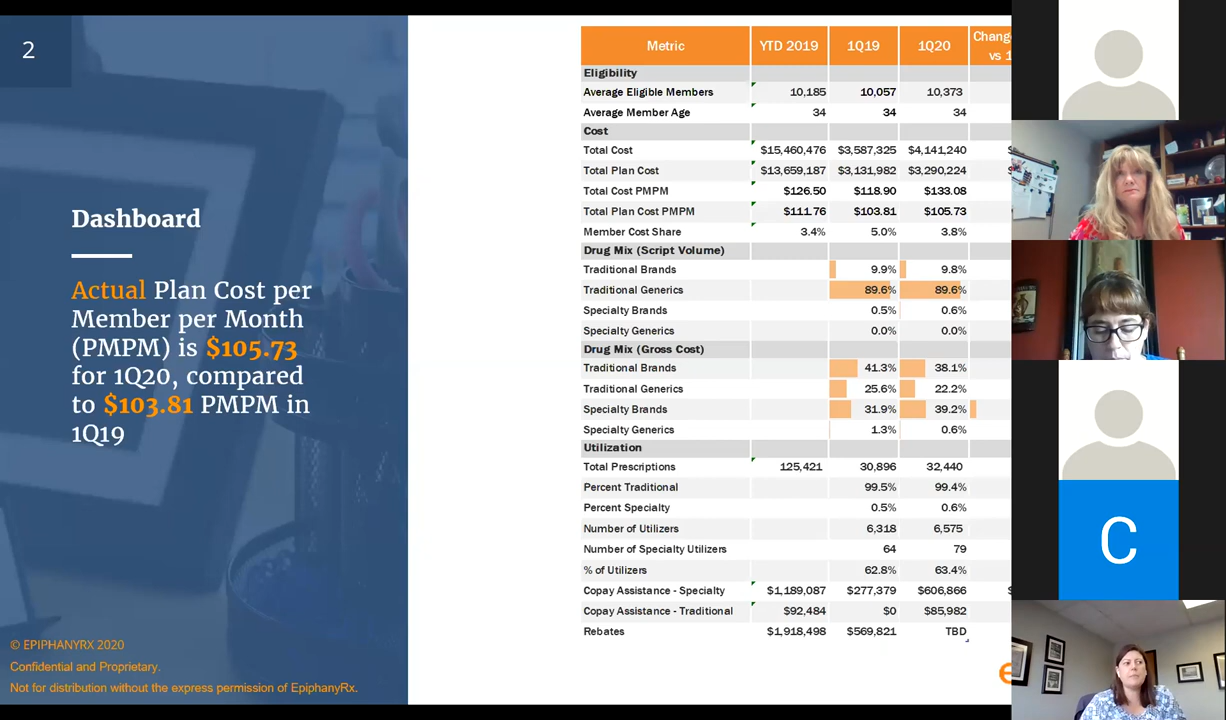 2
Dashboard
Actual Plan Cost per
Member per Month
(PMPM) is $105.73
for 1Q20, compared
to $103.81 PMPM in
1Q19
© EPIPHANYRX 2020
Confidential and Proprietary.
Not for distribution without the express permission of EpiphanyRx.
Metric YTD 2019 1Q19 1Q20
Eligibility
Average Eligible Members 10,185 10,057 10,373
Average Member Age 34 34 34
Cost
Total Cost $15,460,476 $3,587,325 $4,141,240
Total Plan Cost $13,659,187 $3,131,982 $3,290,224
Total Cost PMPM $126.50 $118.90 $133.08
Total Plan Cost PMPM $111.76 $103.81 $105.73
Member Cost Share 3.4% 5.0% 3.8%
Drug Mix (Script Volume)
Traditional Brands 9.9% 9.8%
Traditional Generics 89.6% 89.6%
Specialty Brands 0.5% 0.6%
Specialty Generics 0.0% 0.0%
Drug Mix (Gross Cost)
Traditional Brands 41.3% 38.1%
Traditional Generics 25.6% 22.2%
Specialty Brands 31.9% 39.2%
Specialty Generics 1.3% 0.6%
Utilization
Total Prescriptions 125,421 30,896 32,440
Percent Traditional 99.5% 99.4%
Percent Specialty 0.5% 0.6%
Number of Utilizers 6,318 6,575
Number of Specialty Utilizers 64 79
% of Utilizers 62.8% 63.4%
Copay Assistance - Specialty $1,189,087 $277,379 $606,866
Copay Assistance - Traditional $92,484 $0 $85,982
Rebates $1,918,498 $569,821 TBD
C